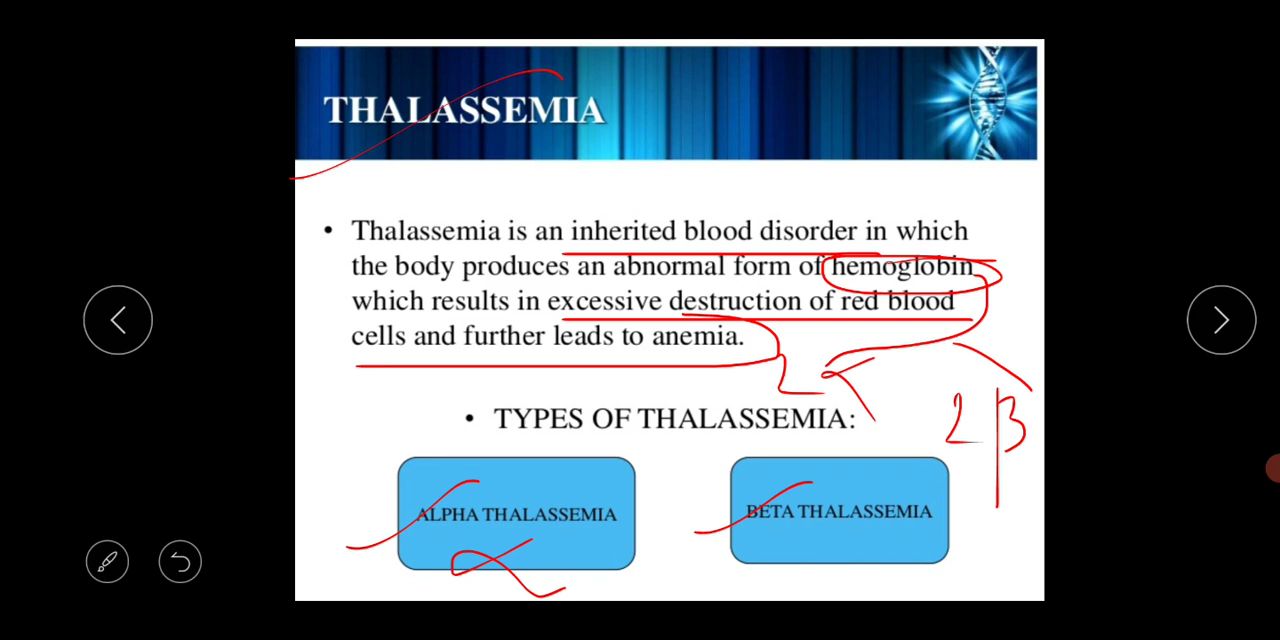 THALASSEMIA
• Thalassemia is an inherited blood disorder in which
the body produces an abnormal form of hemoglobin
which results in excessive destruction of red blood
cells and further leads to anemia.
2 α
2 β
• TYPES OF THALASSEMIA:
ALPHA THALASSEMIA
BETA THALASSEMIA
α